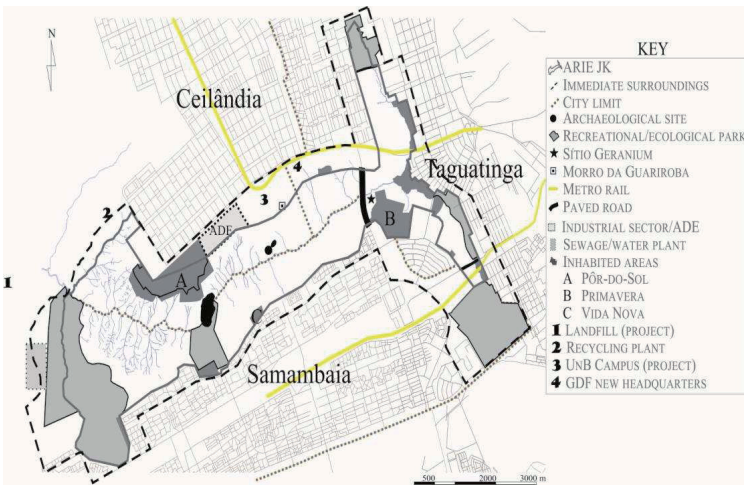 N
Ceilândia
Taguatinga
Samambaia
ADE
A
B
C
1
2
3
4
500 2000 3000 m
KEY
ARIE JK
IMMEDIATE SURROUNDINGS
CITY LIMIT
ARCHAEOLOGICAL SITE
RECREATIONAL/ECOLOGICAL PARK
SÍTIO GERANIUM
MORRO DA GUARIROBA
METRO RAIL
PAVED ROAD
INDUSTRIAL SECTOR/ADE
SEWAGE/WATER PLANT
INHABITED AREAS
A PÔR-DO-SOL
B PRIMAVERA
C VIDA NOVA
1 LANDFILL (PROJECT)
2 RECYCLING PLANT
3 UNB CAMPUS (PROJECT)
4 GDF NEW HEADQUARTERS